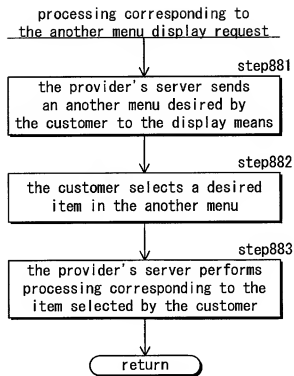 processing corresponding to
the another menu display request
step881
the provider's server sends
an another menu desired by
the customer to the display means
step882
the customer selects a desired
item in the another menu
step883
the provider's server performs
processing corresponding to the
item selected by the customer
return